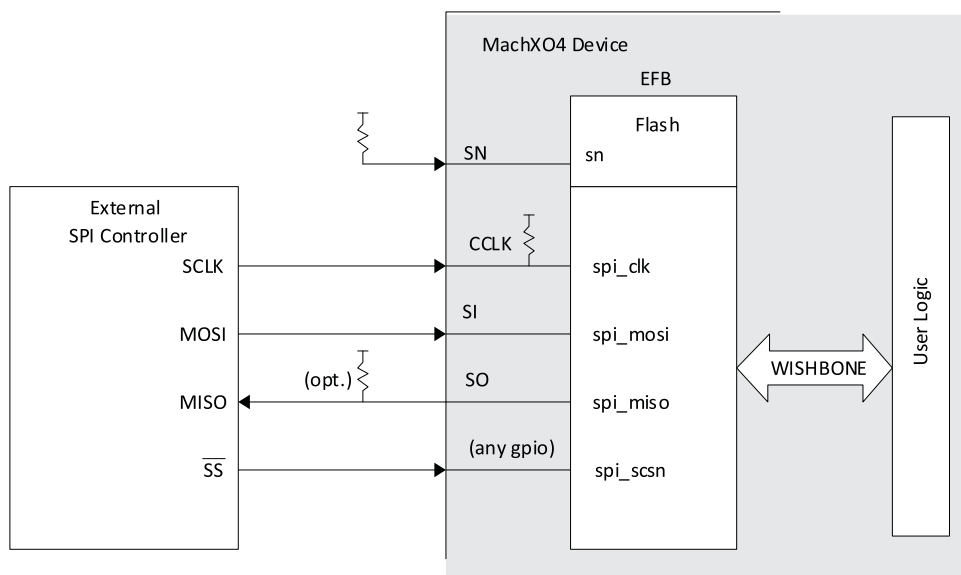 MachXO4 Device
EFB
Flash
SN
sn
External
SPI Controller
CCLK
SCLK
spi_clk
SI
MOSI
spi_mosi
(opt.)
SO
MISO
spi_miso
(any gpio)
SS
spi_scsn
WISHBONE
User Logic